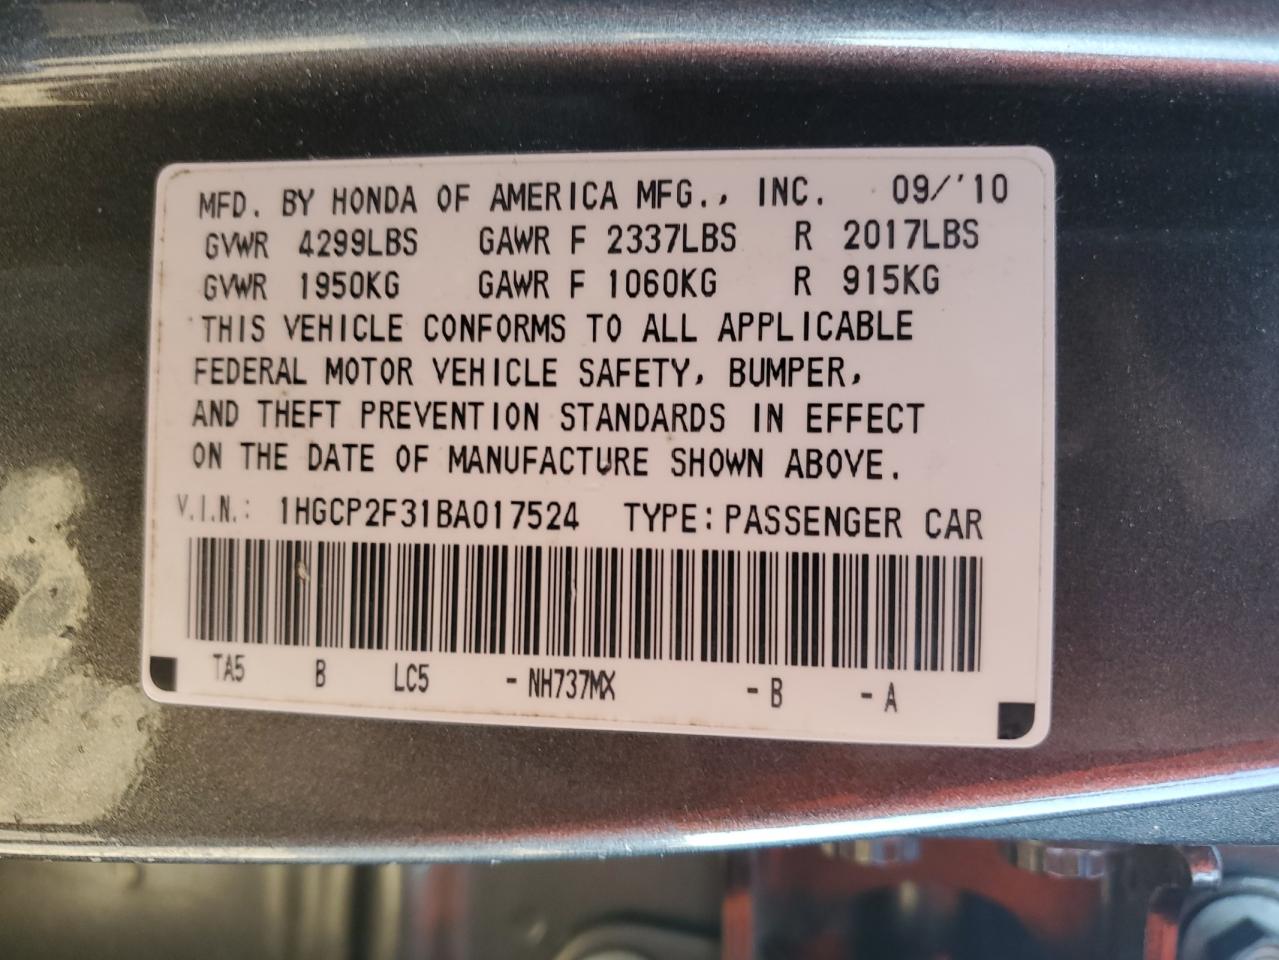 MFD. BY HONDA OF AMERICA MFG., INC. 09/'10
GVWR 4299LBS GAWR F 2337LBS R 2017LBS
GVWR 1950KG GAWR F 1060KG R 915KG
THIS VEHICLE CONFORMS TO ALL APPLICABLE
FEDERAL MOTOR VEHICLE SAFETY, BUMPER,
AND THEFT PREVENTION STANDARDS IN EFFECT
ON THE DATE OF MANUFACTURE SHOWN ABOVE.
V.I.N.: 1HGCP2F31BA017524 TYPE:PASSENGER CAR
TA5 B LC5 -NH737MX -B -A